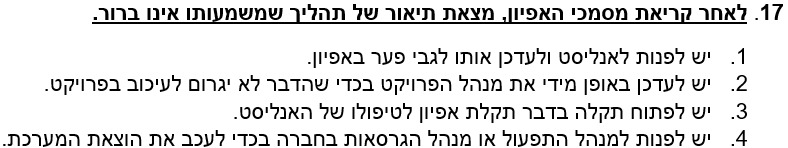 17. לאחר קריאת מסמכי האפיון, מצאת תיאור של תהליך שמשמעותו אינו ברור.
1. יש לפנות לאנליסט ולעדכן אותו לגבי פער באפיון.
2. יש לעדכן באופן מידי את מנהל הפרויקט בכדי שהדבר לא יגרום לעיכוב בפרויקט.
3. יש לפתוח תקלה בדבר תקלת אפיון לטיפולו של האנליסט.
4. יש לפנות למנהל התפעול או מנהל הגרסאות בחברה בכדי לעכב את הוצאת המערכת.